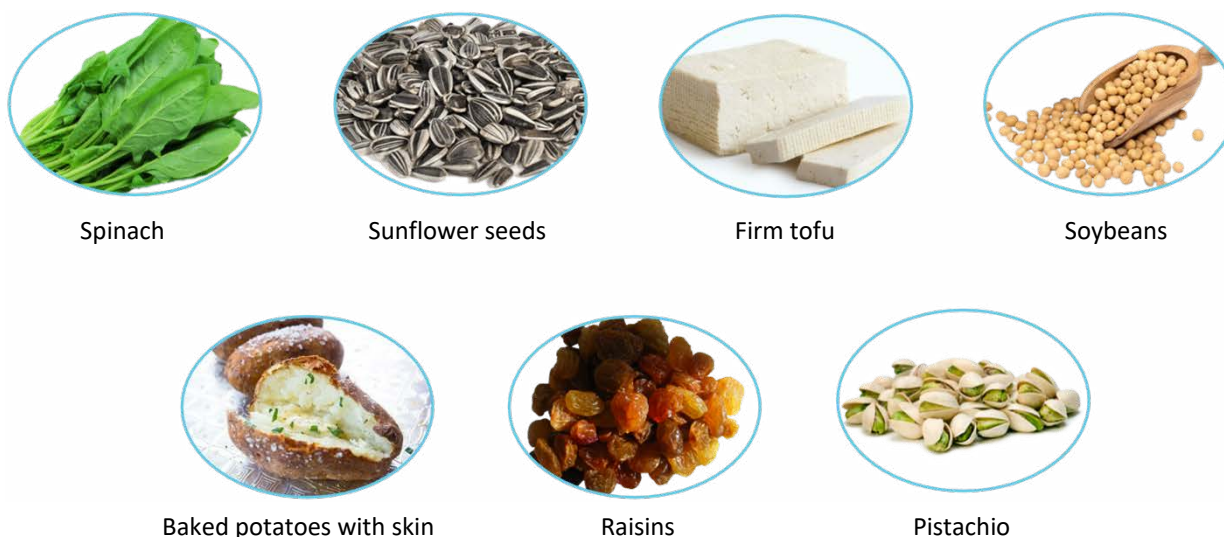 Spinach
Sunflower seeds
Firm tofu
Soybeans
Baked potatoes with skin
Raisins
Pistachio